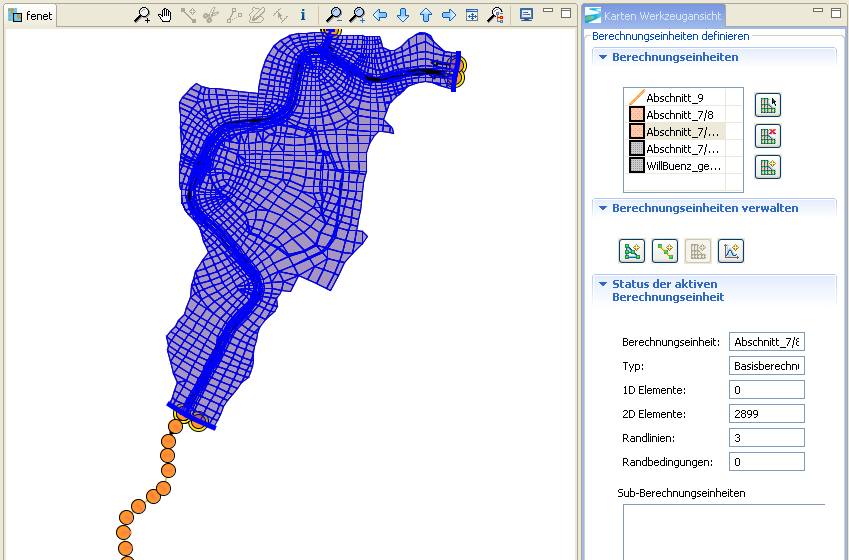 fenet
Karten Werkzeugansicht
Berechnungseinheiten definieren
Berechnungseinheiten
Abschnitt_9
Abschnitt_7/8
Abschnitt_7/...
Abschnitt_7/...
WillBuenz_ge...
Berechnungseinheiten verwalten
Status der aktiven
Berechnungseinheit
Berechnungseinheit: Abschnitt_7/8
Typ: Basisberechnu
1D Elemente: 0
2D Elemente: 2899
Randlinien: 3
Randbedingungen: 0
Sub-Berechnungseinheiten